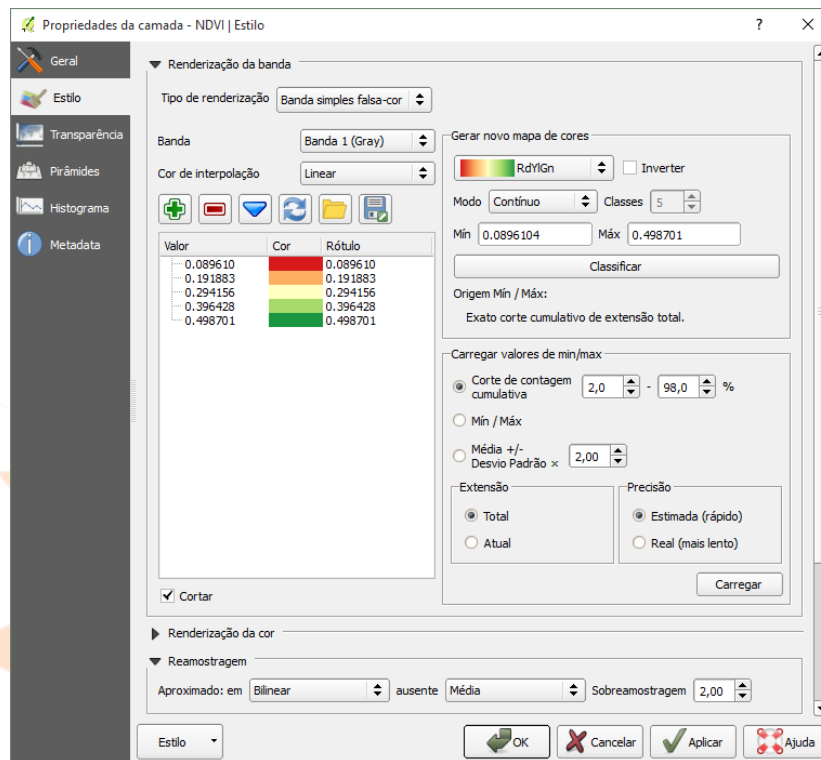 Propriedades da camada - NDVI | Estilo
?
Geral
Estilo
Transparência
Pirâmides
Histograma
Metadata
Renderização da banda
Tipo de renderização Banda simples falsa-cor
Banda Banda 1 (Gray)
Cor de interpolação Linear
Valor Cor Rótulo
0.089610 0.089610
0.191883 0.191883
0.294156 0.294156
0.396428 0.396428
0.498701 0.498701
Cortar
Gerar novo mapa de cores
RdYlGn Inverter
Modo Contínuo Classes 5
Mín 0.0896104 Máx 0.498701
Classificar
Origem Mín / Máx:
Exato corte cumulativo de extensão total.
Carregar valores de min/max
Corte de contagem
cumulativa 2,0 - 98,0 %
Mín / Máx
Média +/-
Desvio Padrão × 2,00
Extensão
Total
Atual
Precisão
Estimada (rápido)
Real (mais lento)
Carregar
Renderização da cor
Reamostragem
Aproximado: em Bilinear ausente Média Sobreamostragem 2,00
Estilo OK Cancelar Aplicar Ajuda